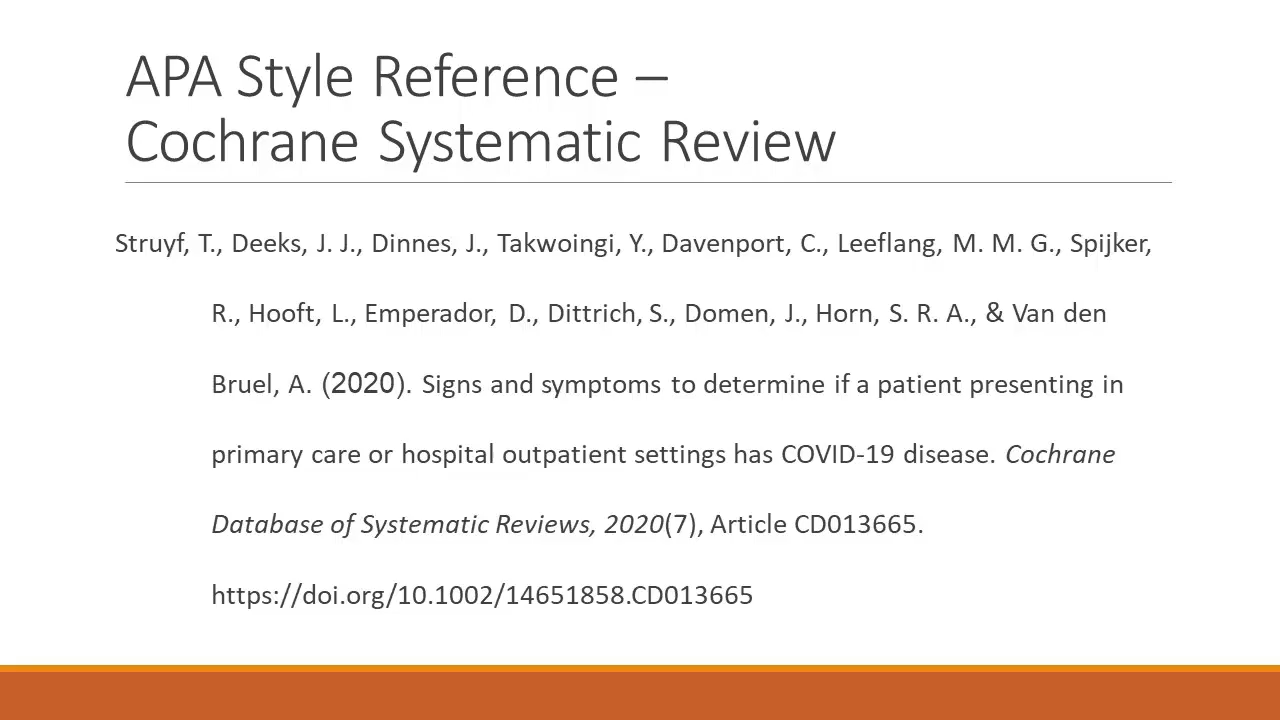 APA Style Reference –
Cochrane Systematic Review
Struyf, T., Deeks, J. J., Dinnes, J., Takwoingi, Y., Davenport, C., Leeflang, M. M. G., Spijker,
R., Hooft, L., Emperador, D., Dittrich, S., Domen, J., Horn, S. R. A., & Van den
Bruel, A. (2020). Signs and symptoms to determine if a patient presenting in
primary care or hospital outpatient settings has COVID-19 disease. Cochrane
Database of Systematic Reviews, 2020(7), Article CD013665.
https://doi.org/10.1002/14651858.CD013665